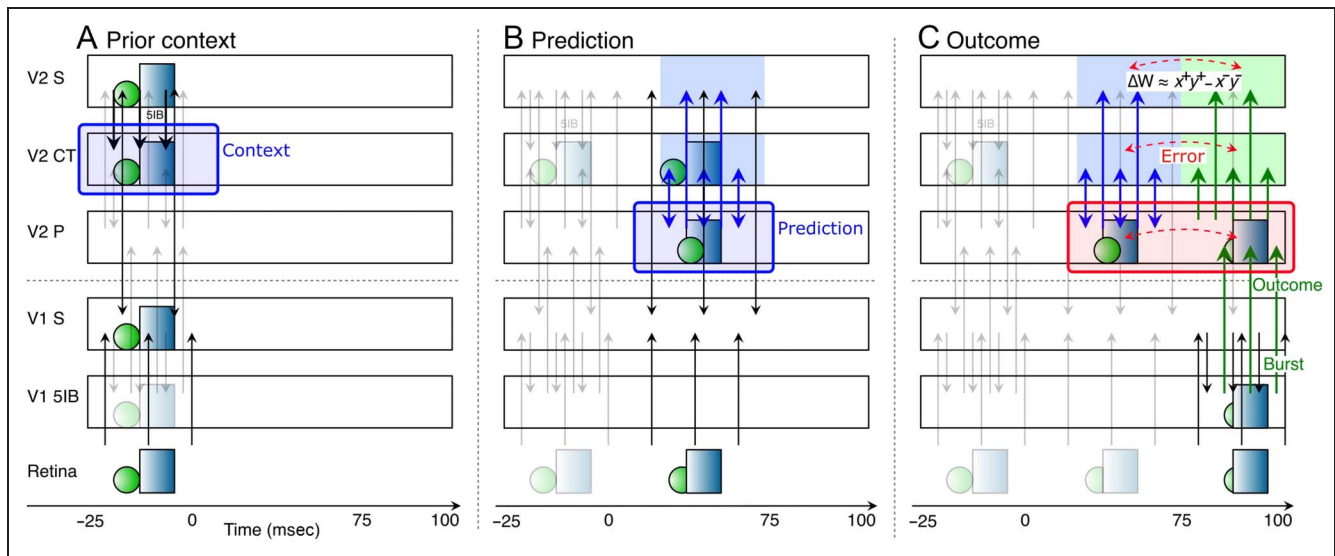 A Prior context
V2 S
5IB
V2 CT
Context
V2 P
V1 S
V1 5IB
Retina
−25
0
75
100
Time (msec)
B Prediction
5IB
Prediction
−25
0
75
100
C Outcome
ΔW ≈ x⁺y⁺ − x⁻y⁻
5IB
Error
Outcome
Burst
−25
0
75
100